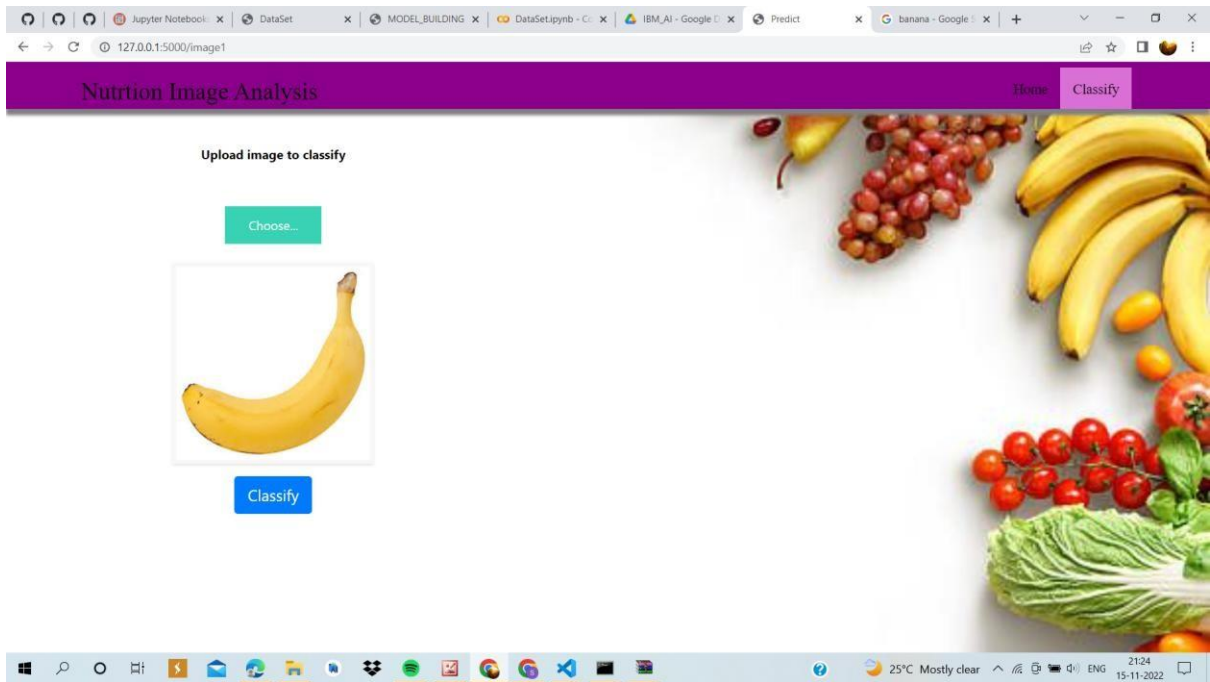 Jupyter Notebook
DataSet
MODEL_BUILDING
DataSet.ipynb - Co
IBM_AI - Google D
Predict
banana - Google S
127.0.0.1:5000/image1
Nutrtion Image Analysis
Home
Classify
Upload image to classify
Choose...
Classify
25°C Mostly clear
ENG
21:24
15-11-2022